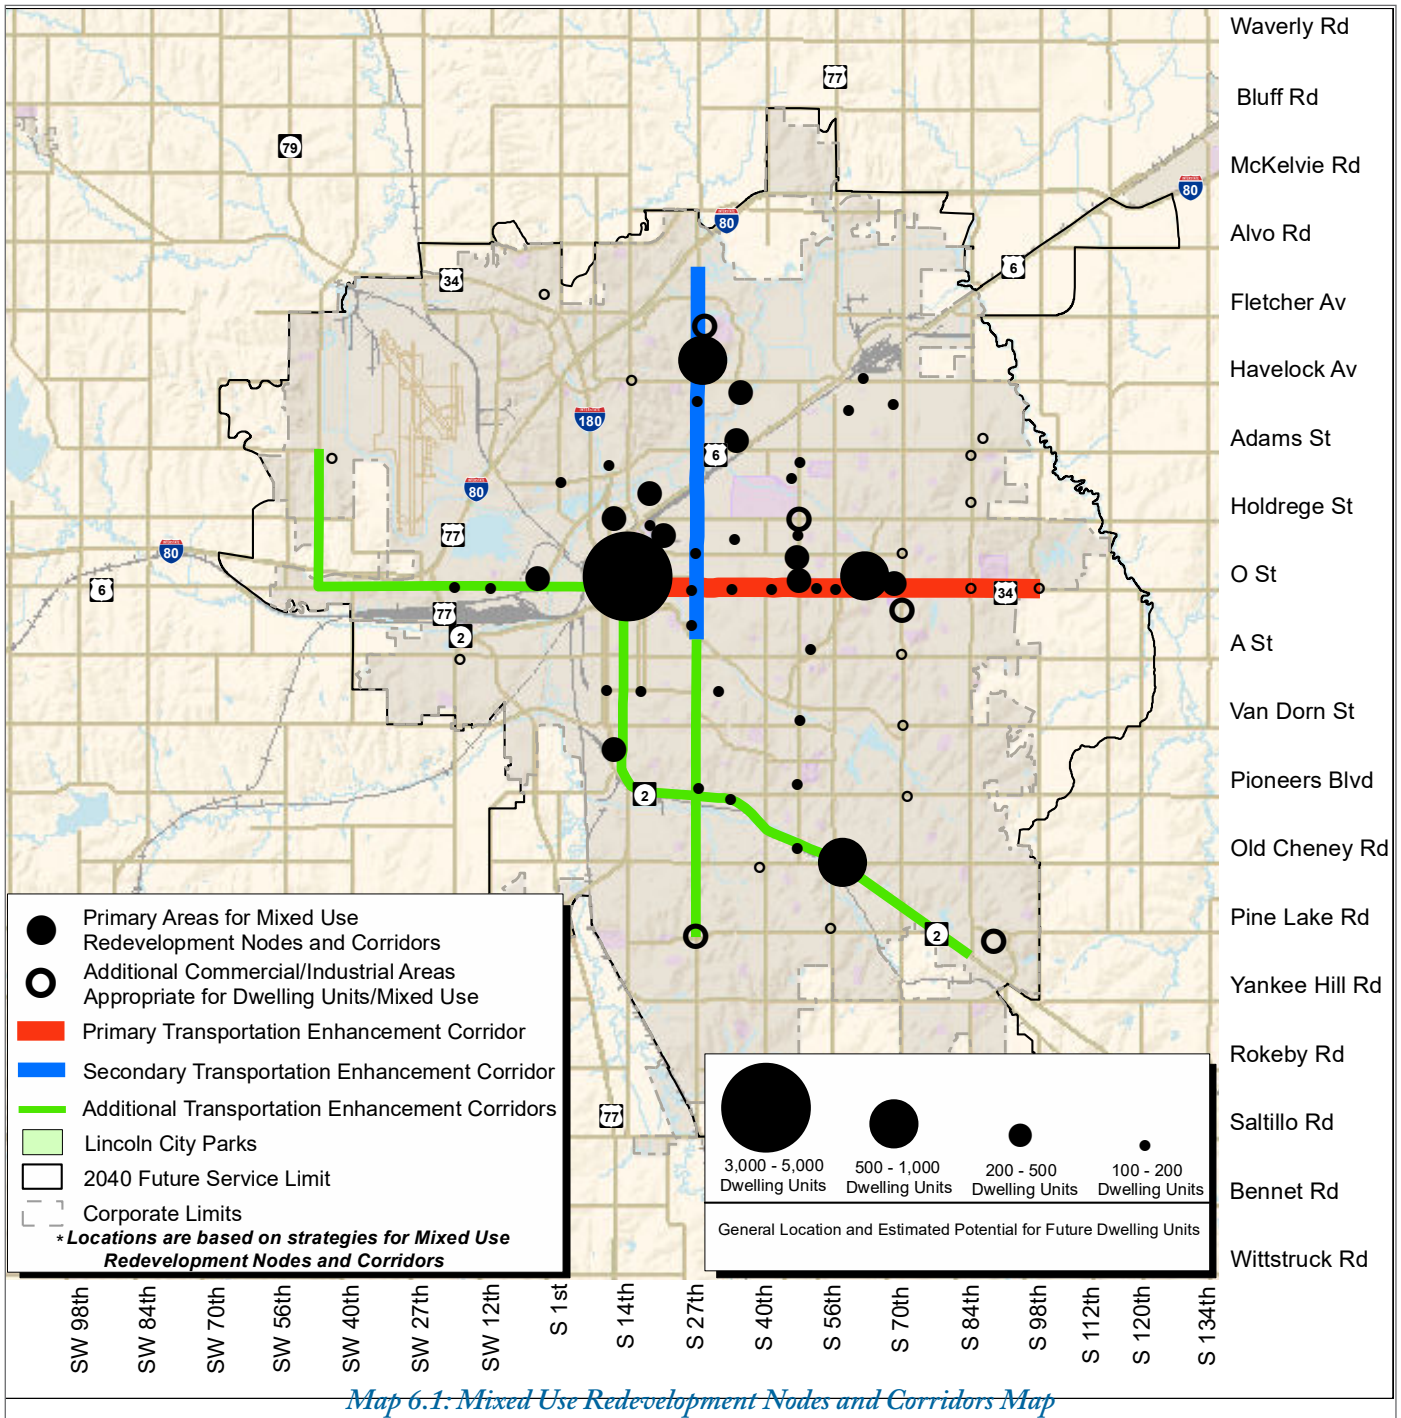 Waverly Rd
77
Bluff Rd
79
McKelvie Rd
80
80
Alvo Rd
6
34
Fletcher Av
Havelock Av
180
Adams St
6
80
Holdrege St
77
80
O St
6
34
77
2
A St
Van Dorn St
Pioneers Blvd
2
Old Cheney Rd
Pine Lake Rd
2
Yankee Hill Rd
Rokeby Rd
77
Saltillo Rd
Bennet Rd
Wittstruck Rd
Primary Areas for Mixed Use
Redevelopment Nodes and Corridors
Additional Commercial/Industrial Areas
Appropriate for Dwelling Units/Mixed Use
Primary Transportation Enhancement Corridor
Secondary Transportation Enhancement Corridor
Additional Transportation Enhancement Corridors
Lincoln City Parks
2040 Future Service Limit
Corporate Limits
*Locations are based on strategies for Mixed Use
Redevelopment Nodes and Corridors
3,000 - 5,000
Dwelling Units
500 - 1,000
Dwelling Units
200 - 500
Dwelling Units
100 - 200
Dwelling Units
General Location and Estimated Potential for Future Dwelling Units
SW 98th
SW 84th
SW 70th
SW 56th
SW 40th
SW 27th
SW 12th
S 1st
S 14th
S 27th
S 40th
S 56th
S 70th
S 84th
S 98th
S 112th
S 120th
S 134th
Map 6.1: Mixed Use Redevelopment Nodes and Corridors Map